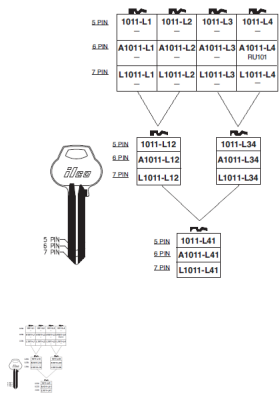 5 PIN 1011-L1 1011-L2 1011-L3 1011-L4
— — — —
6 PIN A1011-L1 A1011-L2 A1011-L3 A1011-L4
— — — RU101
7 PIN L1011-L1 L1011-L2 L1011-L3 L1011-L4
— — — —
5 PIN 1011-L12 1011-L34
6 PIN A1011-L12 A1011-L34
7 PIN L1011-L12 L1011-L34
ilco
5 PIN
6 PIN
7 PIN
5 PIN 1011-L41
6 PIN A1011-L41
7 PIN L1011-L41